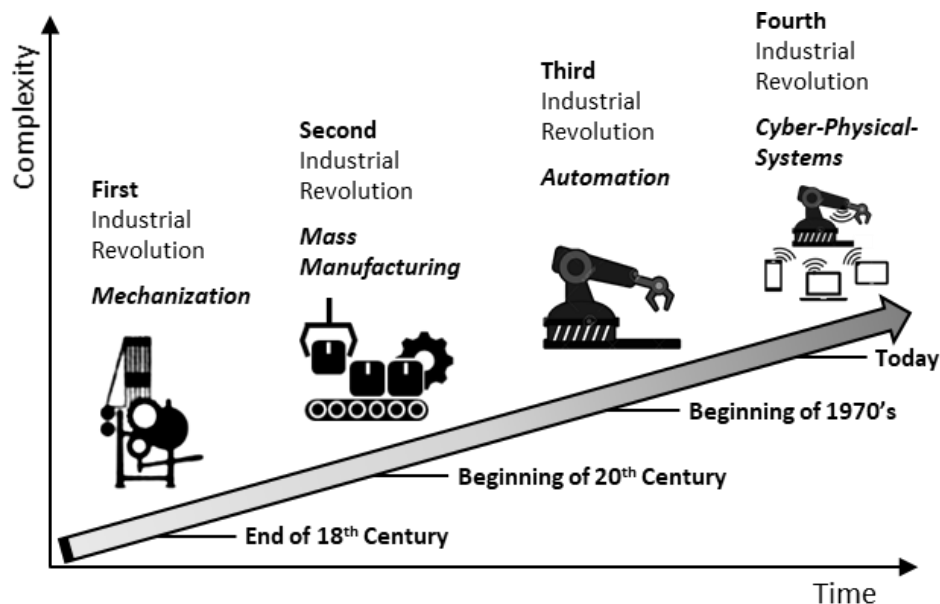 Complexity
First
Industrial
Revolution
Mechanization
Second
Industrial
Revolution
Mass
Manufacturing
Third
Industrial
Revolution
Automation
Fourth
Industrial
Revolution
Cyber-Physical-
Systems
End of 18th Century
Beginning of 20th Century
Beginning of 1970's
Today
Time